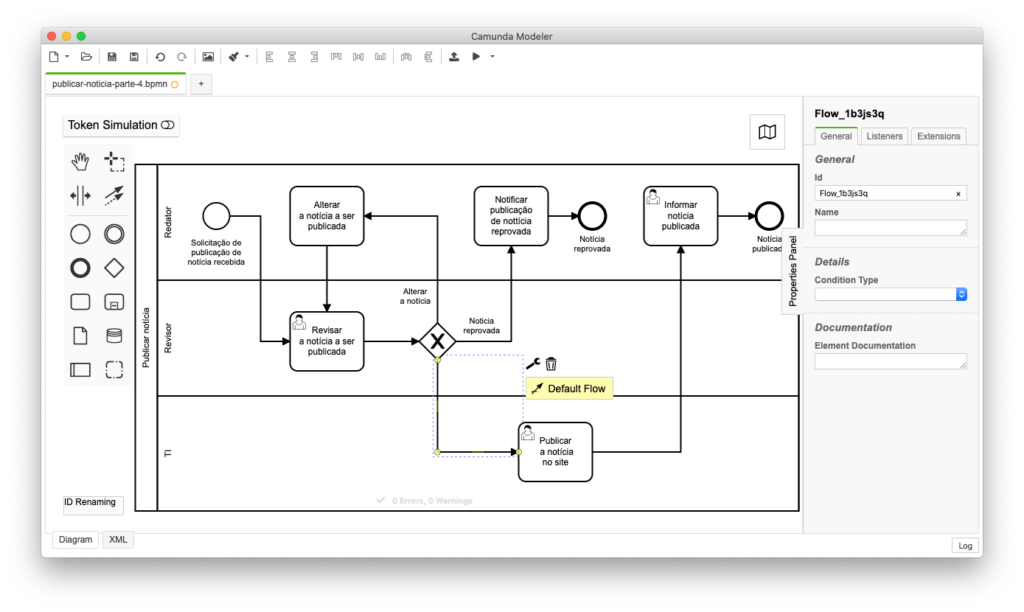 Camunda Modeler
publicar-noticia-parte-4.bpmn
+
Token Simulation
Flow_1b3js3q
General
Listeners
Extensions
General
Id
Flow_1b3js3q
×
Name
Details
Condition Type
Documentation
Element Documentation
Properties Panel
Publicar notícia
Redator
Revisor
TI
Solicitação de
publicação de
notícia recebida
Alterar
a notícia a ser
publicada
Notificar
publicação
de nottícia
reprovada
Notícia
reprovada
Informar
notícia
publicada
Notícia
publicad
Alterar
a notícia
Revisar
a notícia a ser
publicada
X
Noticia
reprovada
Default Flow
Publicar
a notícia
no site
ID Renaming
0 Errors, 0 Warnings
Diagram
XML
Log